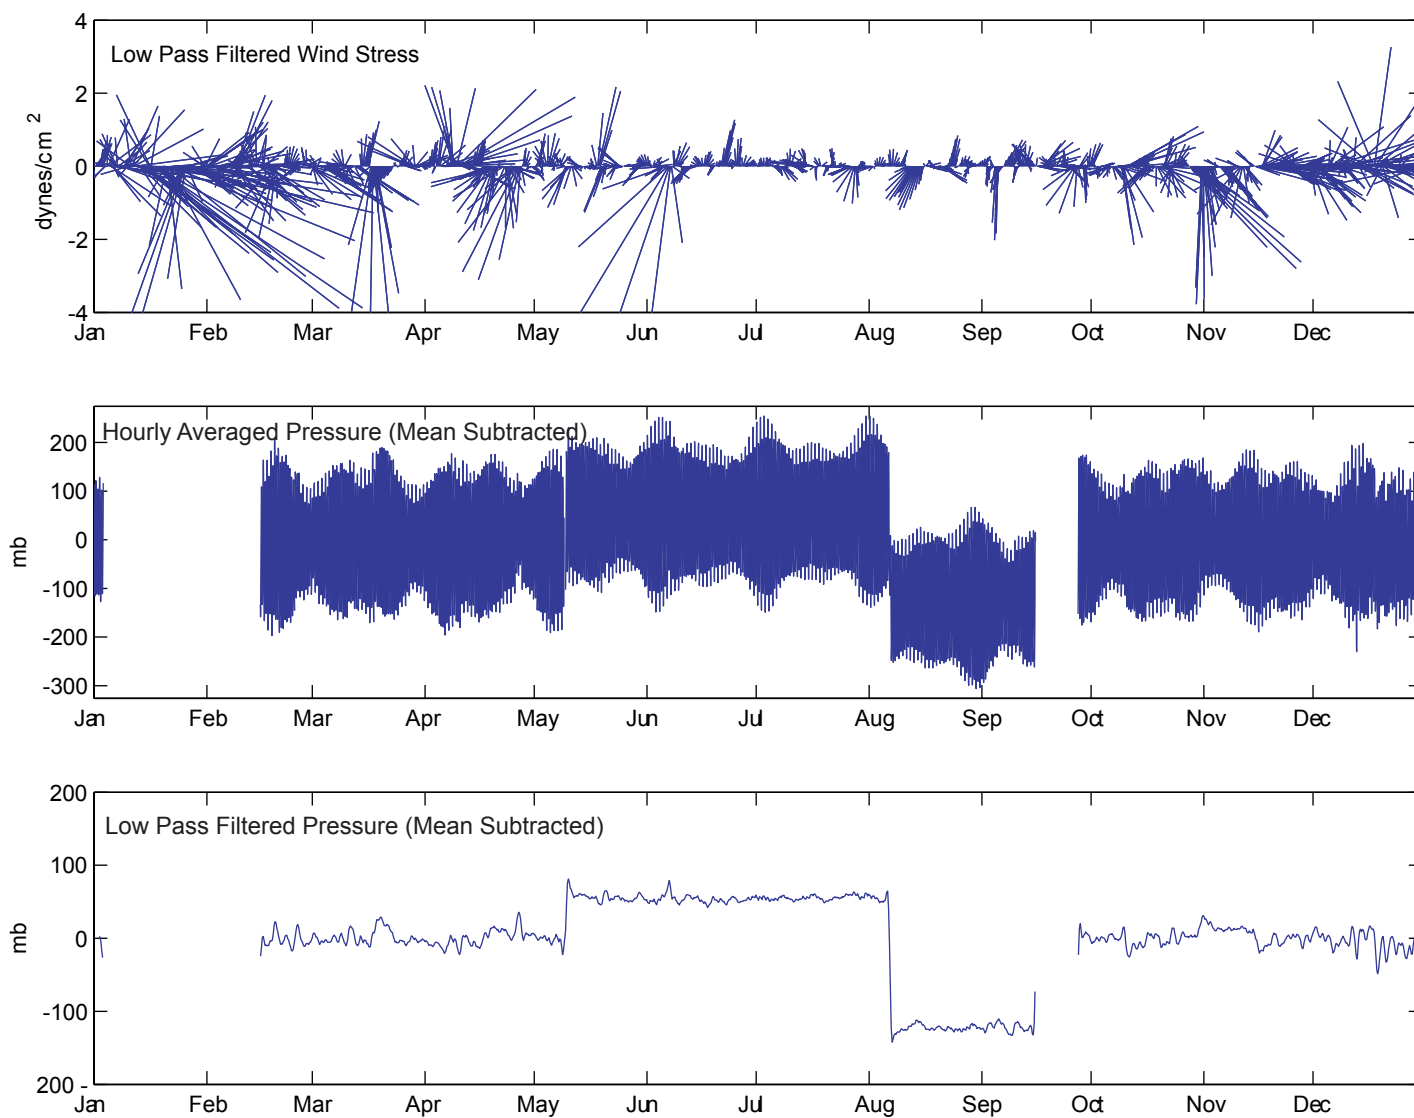 4
Low Pass Filtered Wind Stress
2
0
-2
-4
dynes/cm 2
Jan Feb Mar Apr May Jun Jul Aug Sep Oct Nov Dec
Hourly Averaged Pressure (Mean Subtracted)
200
100
0
-100
-200
-300
mb
Jan Feb Mar Apr May Jun Jul Aug Sep Oct Nov Dec
200
Low Pass Filtered Pressure (Mean Subtracted)
100
0
-100
200 -
mb
Jan Feb Mar Apr May Jun Jul Aug Sep Oct Nov Dec